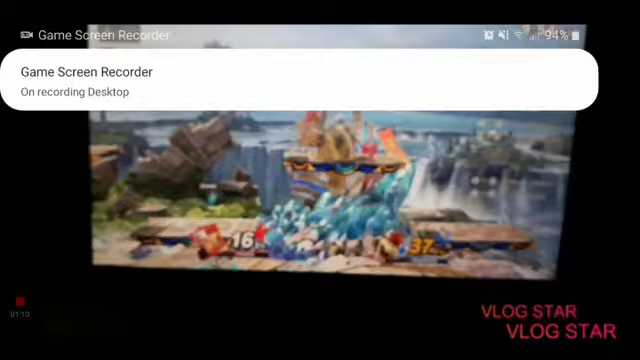 Game Screen Recorder
94%
Game Screen Recorder
On recording Desktop
16
37
01:10
VLOG STAR
VLOG STAR